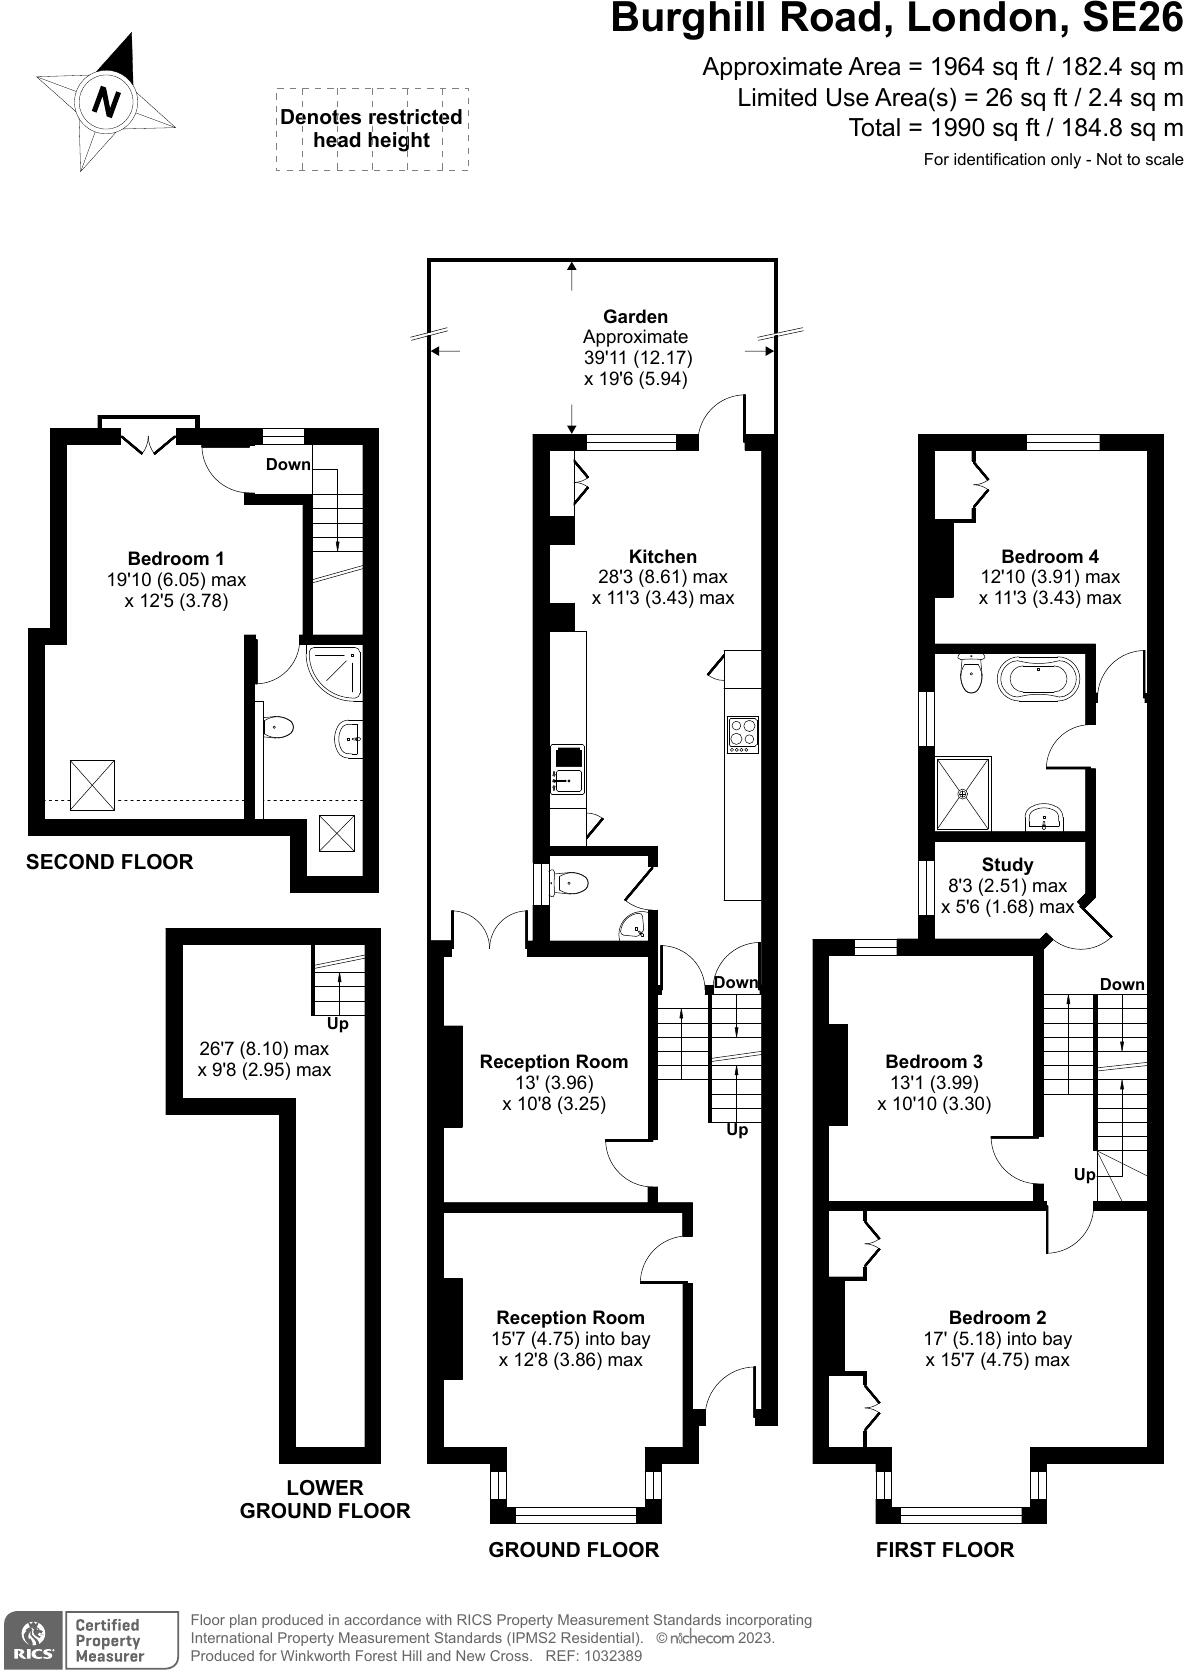 Burghill Road, London, SE26
Approximate Area = 1964 sq ft / 182.4 sq m
Limited Use Area(s) = 26 sq ft / 2.4 sq m
Total = 1990 sq ft / 184.8 sq m
For identification only - Not to scale
N
Denotes restricted
head height
Garden
Approximate
39'11 (12.17)
x 19'6 (5.94)
Down
Bedroom 1
19'10 (6.05) max
x 12'5 (3.78)
SECOND FLOOR
Kitchen
28'3 (8.61) max
x 11'3 (3.43) max
Bedroom 4
12'10 (3.91) max
x 11'3 (3.43) max
Study
8'3 (2.51) max
x 5'6 (1.68) max
Up
26'7 (8.10) max
x 9'8 (2.95) max
LOWER
GROUND FLOOR
Down
Reception Room
13' (3.96)
x 10'8 (3.25)
Up
Reception Room
15'7 (4.75) into bay
x 12'8 (3.86) max
GROUND FLOOR
Down
Bedroom 3
13'1 (3.99)
x 10'10 (3.30)
Up
Bedroom 2
17' (5.18) into bay
x 15'7 (4.75) max
FIRST FLOOR
RICS
Certified
Property
Measurer
Floor plan produced in accordance with RICS Property Measurement Standards incorporating
International Property Measurement Standards (IPMS2 Residential). © nichecom 2023.
Produced for Winkworth Forest Hill and New Cross. REF: 1032389